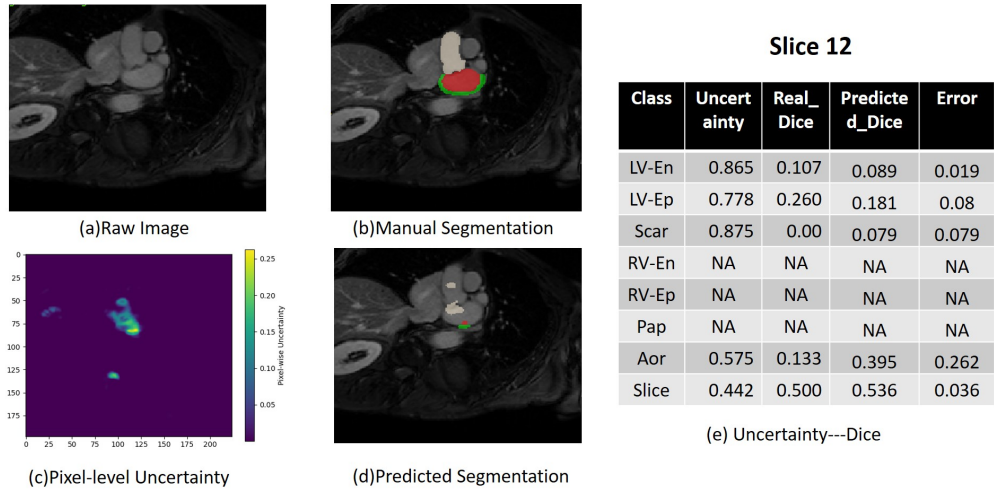 Slice 12
(a)Raw Image
(b)Manual Segmentation
0
25
50
75
100
125
150
175
0 25 50 75 100 125 150 175 200
0.25
0.20
0.15
0.10
0.05
Pixel-wise Uncertainty
(c)Pixel-level Uncertainty
(d)Predicted Segmentation
Class Uncert Real_ Predicte Error
ainty Dice d_Dice
LV-En 0.865 0.107 0.089 0.019
LV-Ep 0.778 0.260 0.181 0.08
Scar 0.875 0.00 0.079 0.079
RV-En NA NA NA NA
RV-Ep NA NA NA NA
Pap NA NA NA NA
Aor 0.575 0.133 0.395 0.262
Slice 0.442 0.500 0.536 0.036
(e) Uncertainty---Dice